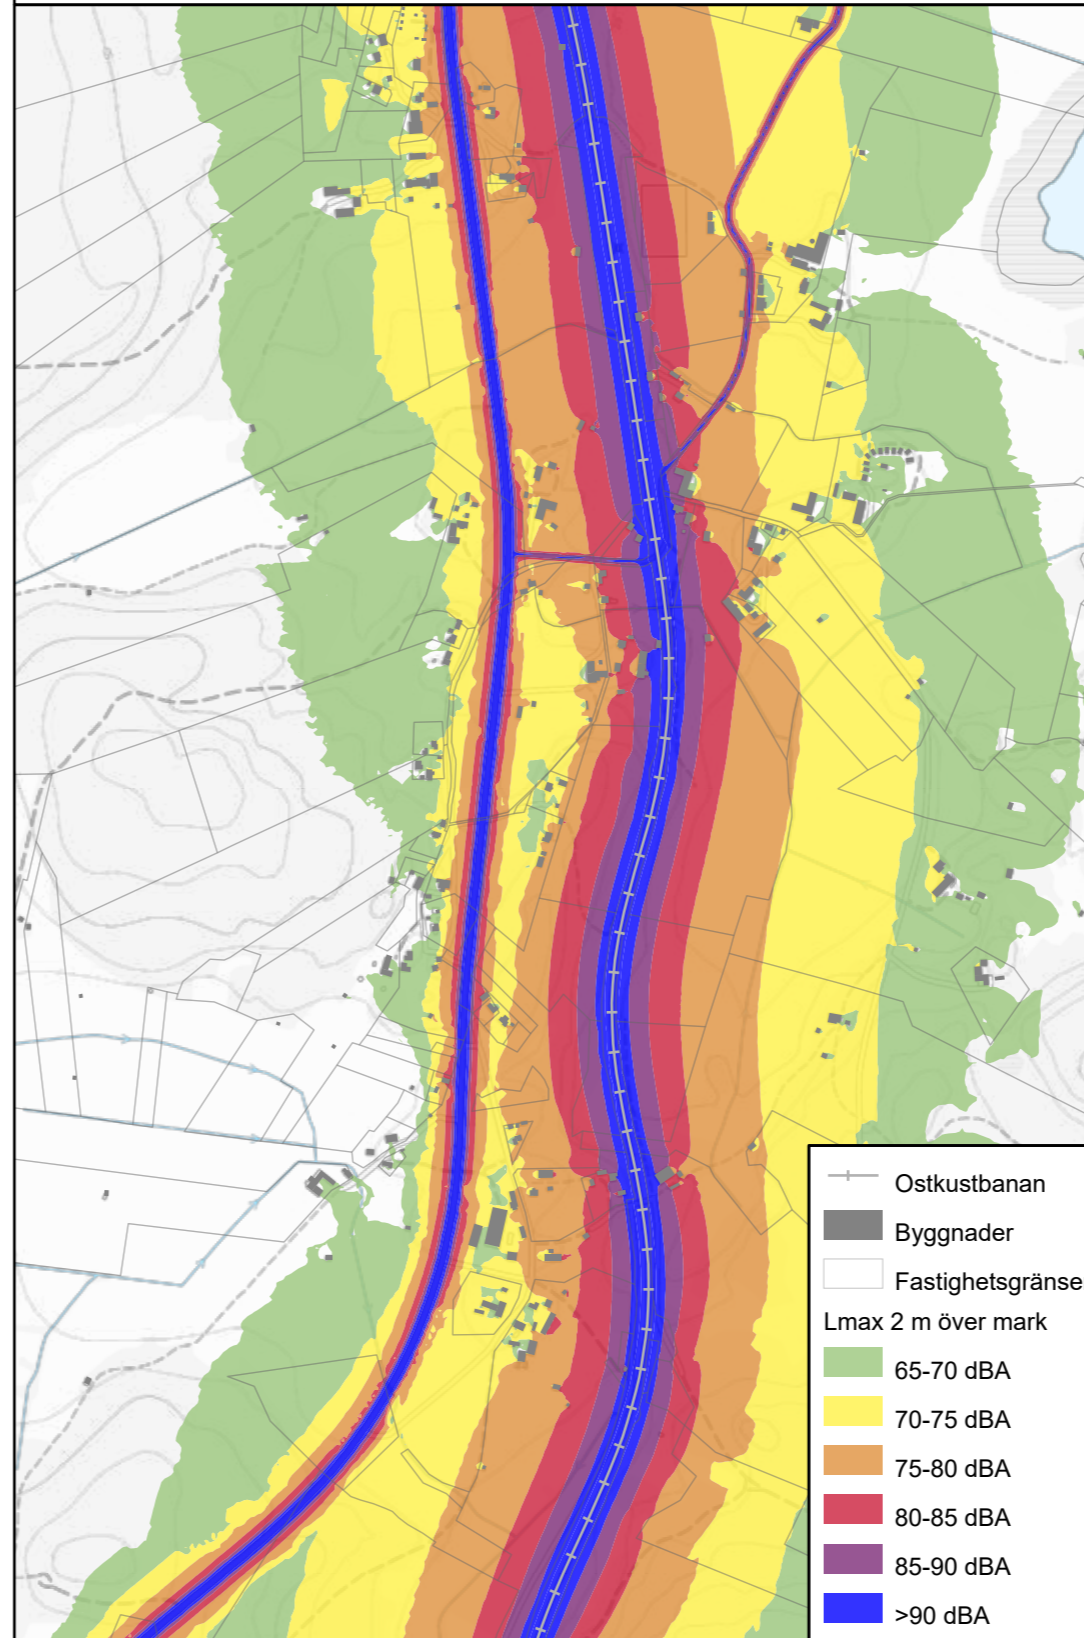 Ostkustbanan
Byggnader
Fastighetsgränse
Lmax 2 m över mark
65-70 dBA
70-75 dBA
75-80 dBA
80-85 dBA
85-90 dBA
>90 dBA